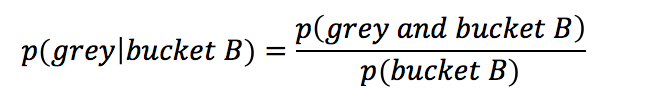 p(grey|bucket B) = p(grey and bucket B) / p(bucket B)